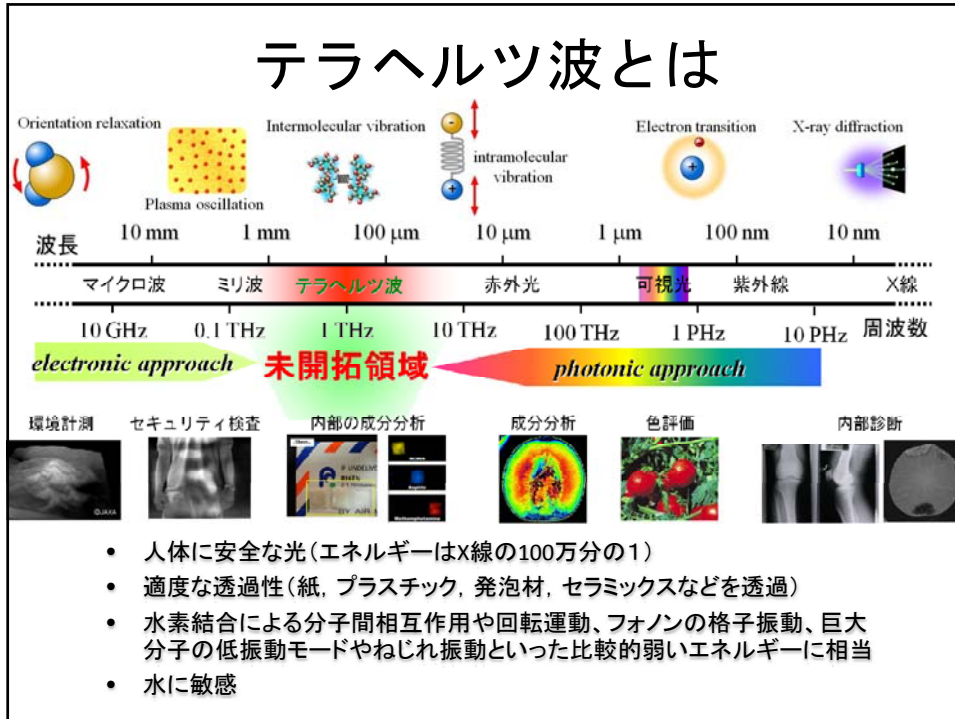 テラヘルツ波とは
Orientation relaxation
Plasma oscillation
Intermolecular vibration
intramolecular
vibration
Electron transition
X-ray diffraction
波長
10 mm 1 mm 100 μm 10 μm 1 μm 100 nm 10 nm
マイクロ波 ミリ波 テラヘルツ波 赤外光 可視光 紫外線 X線
10 GHz 0.1 THz 1 THz 10 THz 100 THz 1 PHz 10 PHz 周波数
electronic approach 未開拓領域 photonic approach
環境計測 セキュリティ検査 内部の成分分析 成分分析 色評価 内部診断
©JAXA
IF UNDELIVE
BY AIR M
• 人体に安全な光(エネルギーはX線の100万分の1)
• 適度な透過性(紙, プラスチック, 発泡材, セラミックスなどを透過)
• 水素結合による分子間相互作用や回転運動、フォノンの格子振動、巨大
分子の低振動モードやねじれ振動といった比較的弱いエネルギーに相当
• 水に敏感